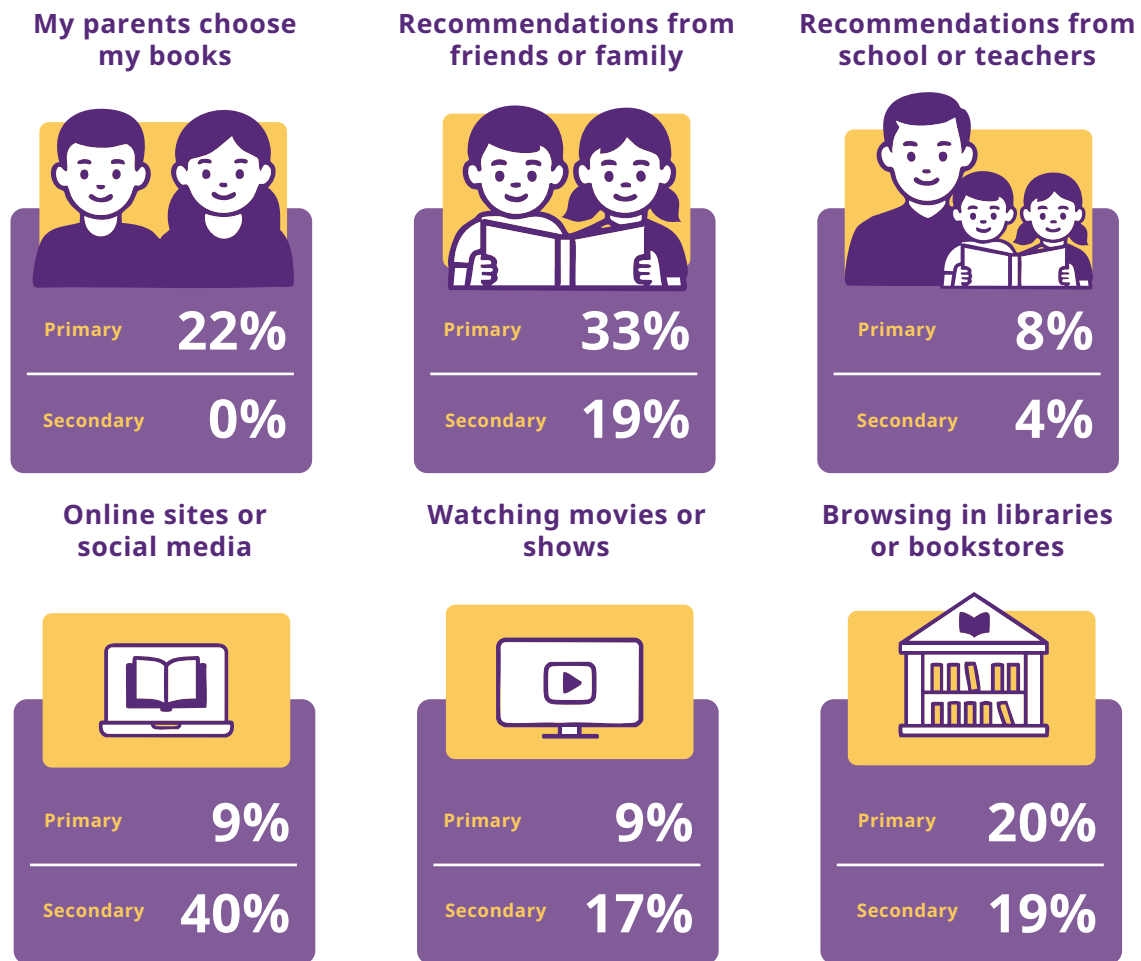 My parents choose
my books
Primary 22%
Secondary 0%
Recommendations from
friends or family
Primary 33%
Secondary 19%
Recommendations from
school or teachers
Primary 8%
Secondary 4%
Online sites or
social media
Primary 9%
Secondary 40%
Watching movies or
shows
Primary 9%
Secondary 17%
Browsing in libraries
or bookstores
Primary 20%
Secondary 19%